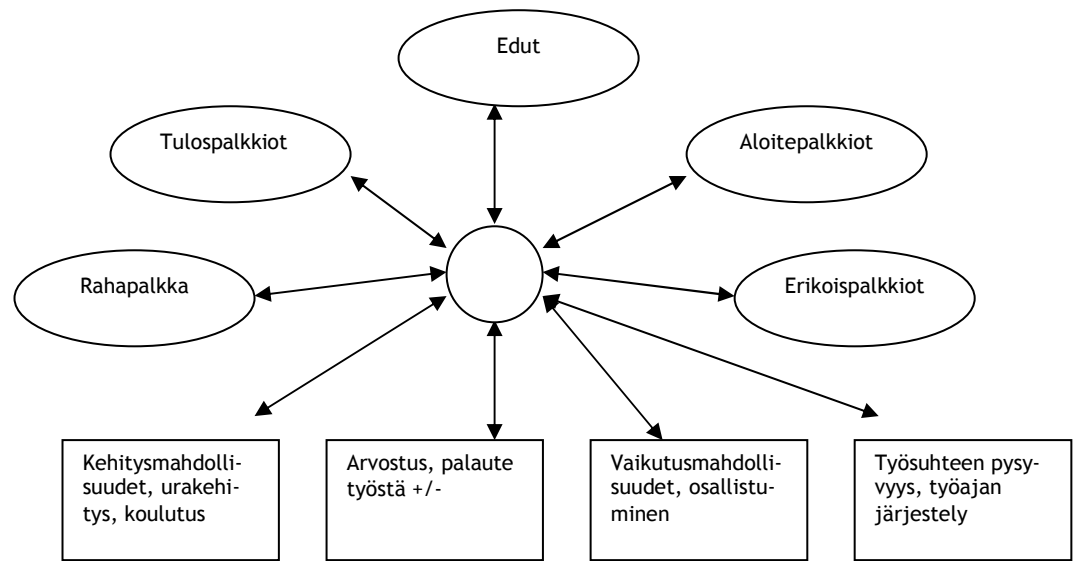 Edut
Tulospalkkiot
Aloitepalkkiot
Rahapalkka
Erikoispalkkiot
Kehitysmahdolli-
suudet, urakehi-
tys, koulutus
Arvostus, palaute
työstä +/-
Vaikutusmahdolli-
suudet, osallistu-
minen
Työsuhteen pysy-
vyys, työajan
järjestely